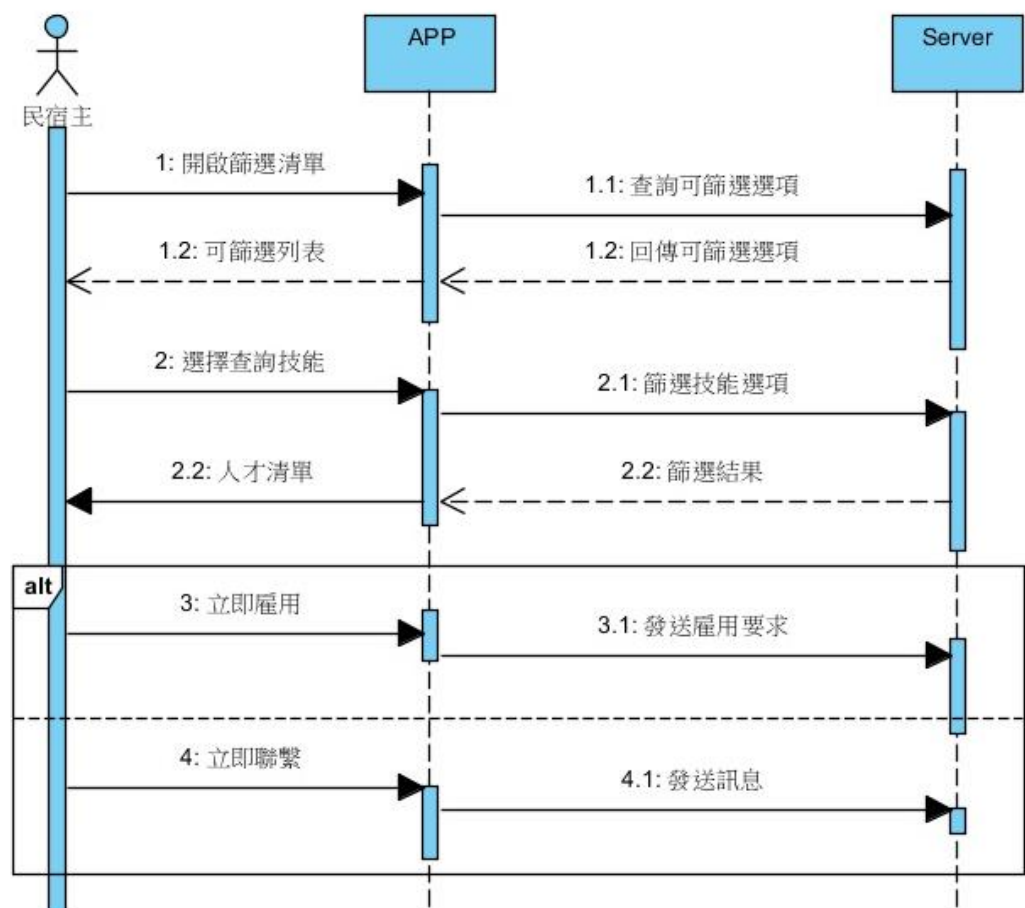 APP
Server
民宿主
1: 開啟篩選清單
1.1: 查詢可篩選選項
1.2: 可篩選列表
1.2: 回傳可篩選選項
2: 選擇查詢技能
2.1: 篩選技能選項
2.2: 人才清單
2.2: 篩選結果
alt
3: 立即雇用
3.1: 發送雇用要求
4: 立即聯繫
4.1: 發送訊息